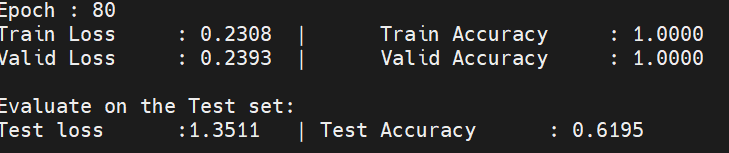 Epoch : 80
Train Loss : 0.2308 | Train Accuracy : 1.0000
Valid Loss : 0.2393 | Valid Accuracy : 1.0000
Evaluate on the Test set:
Test loss :1.3511 | Test Accuracy : 0.6195